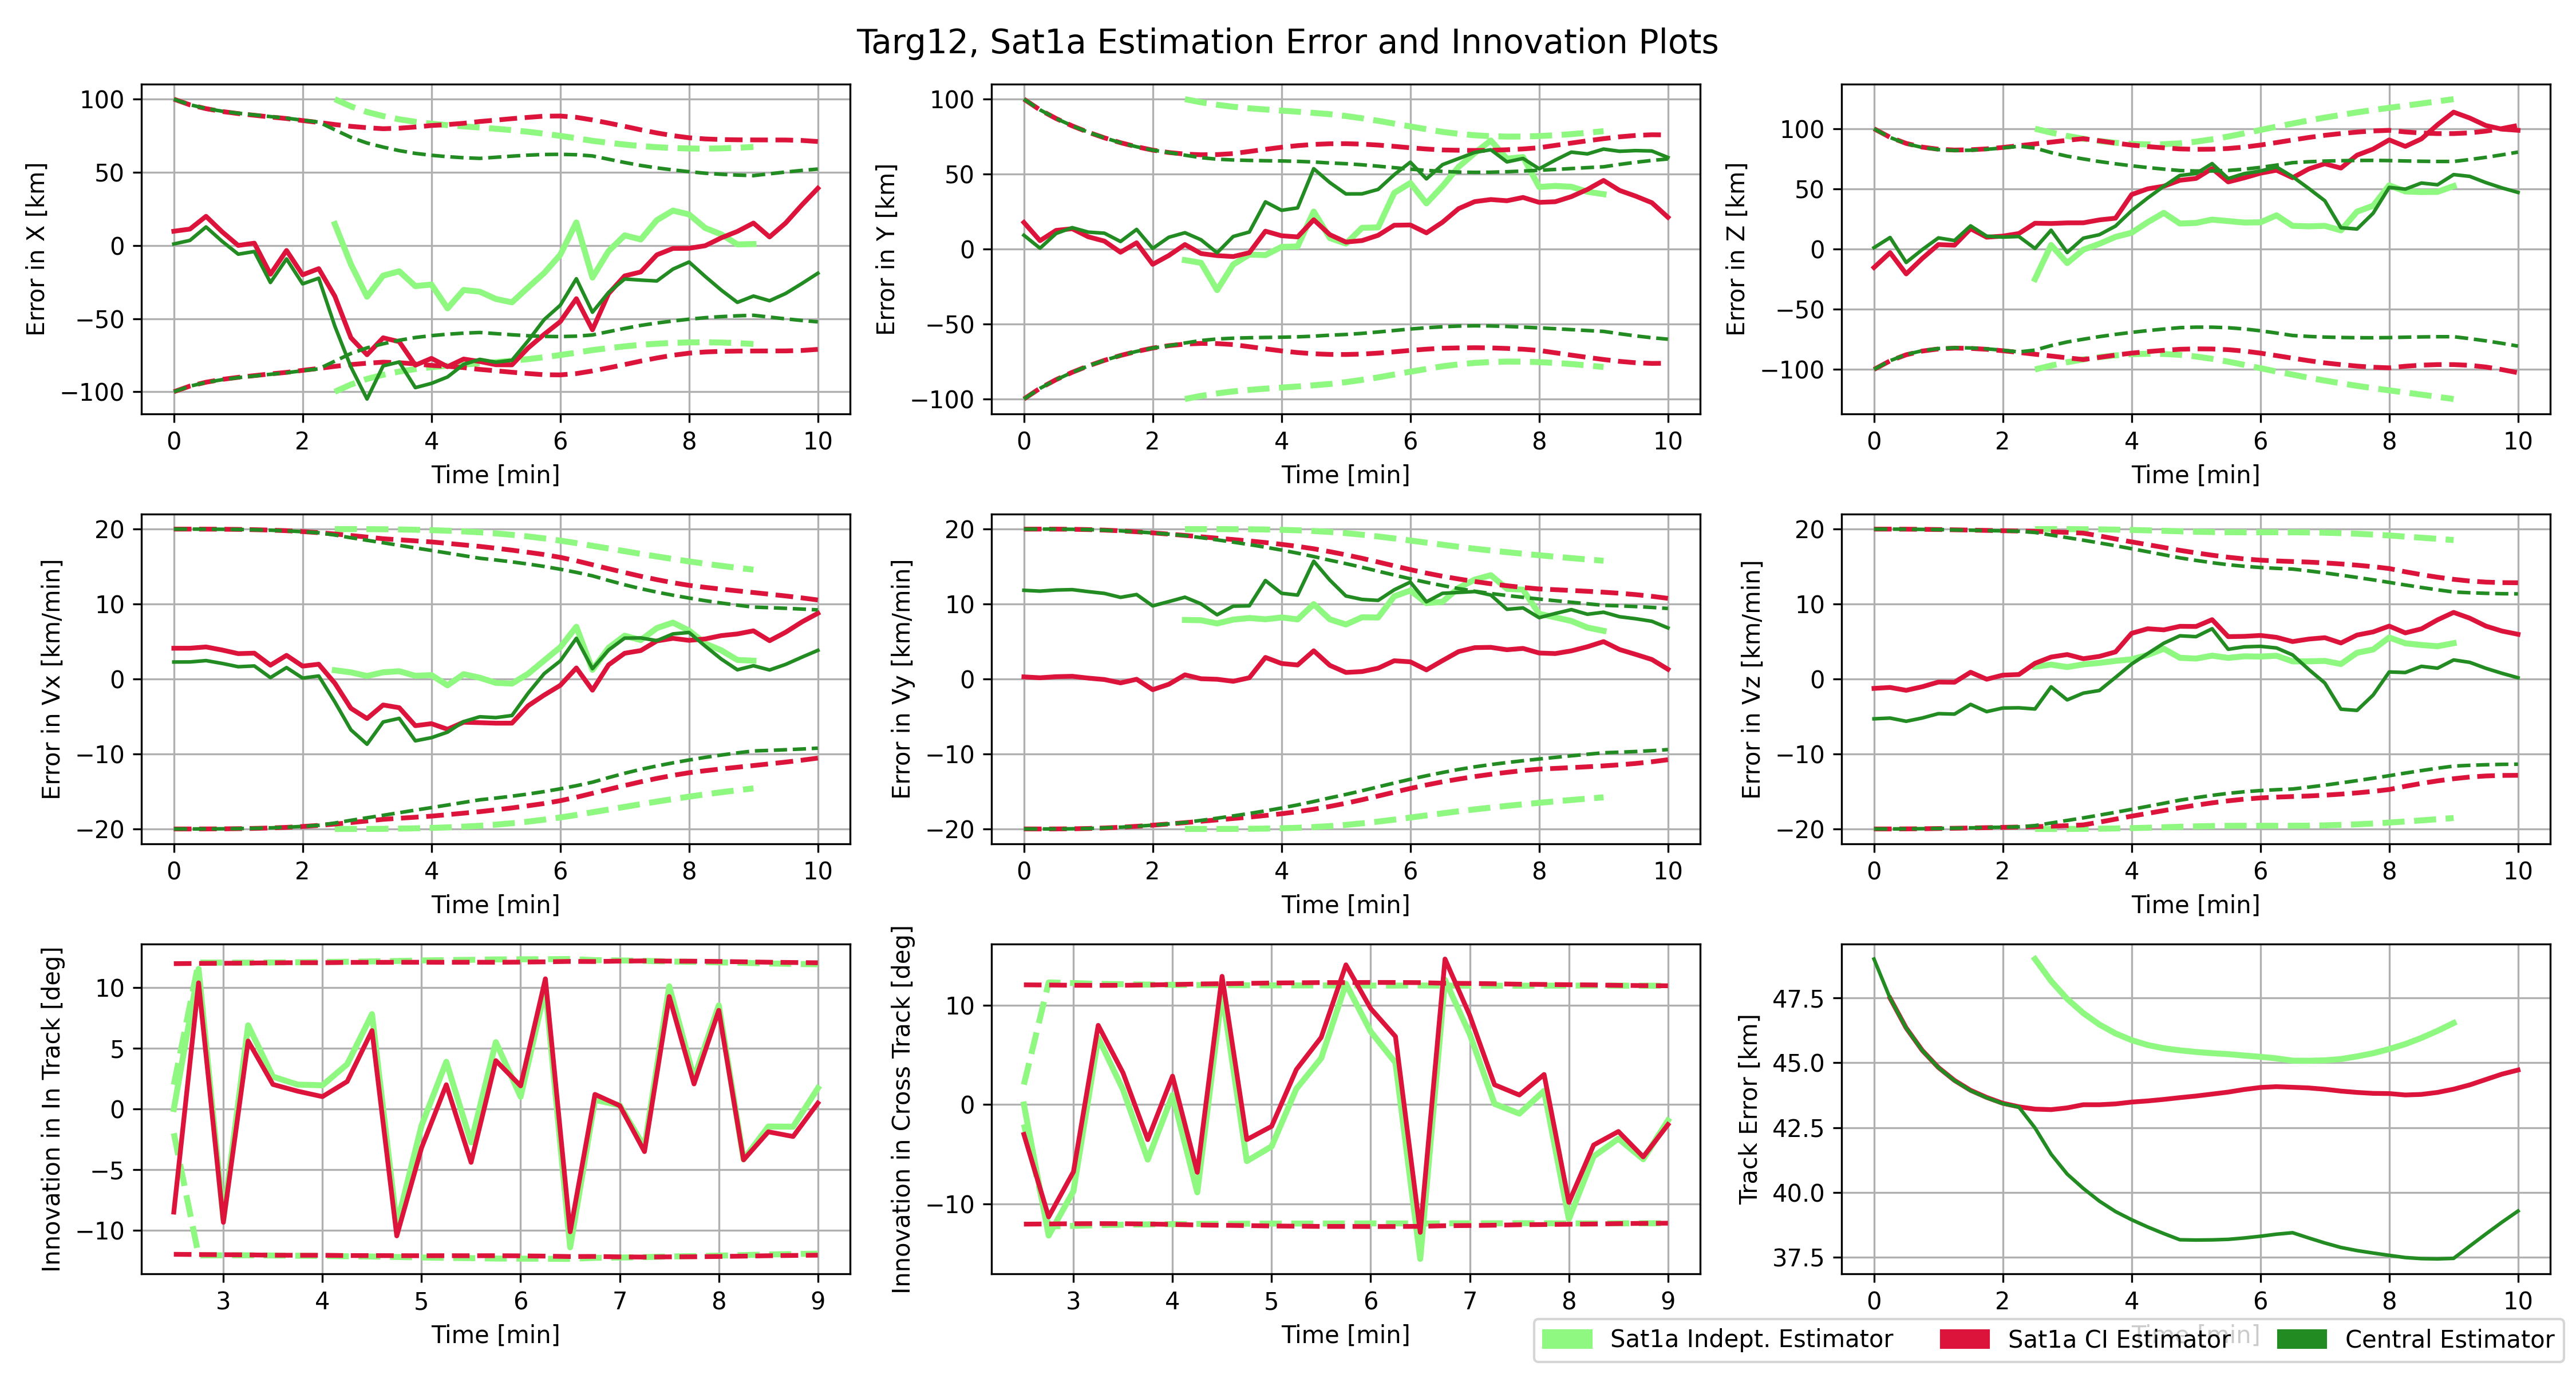 Targ12, Sat1a Estimation Error and Innovation Plots
Error in X [km]
100
50
0
−50
−100
0 2 4 6 8 10
Time [min]
Error in Y [km]
100
50
0
−50
−100
0 2 4 6 8 10
Time [min]
Error in Z [km]
100
50
0
−50
−100
0 2 4 6 8 10
Time [min]
Error in Vx [km/min]
20
10
0
−10
−20
0 2 4 6 8 10
Time [min]
Error in Vy [km/min]
20
10
0
−10
−20
0 2 4 6 8 10
Time [min]
Error in Vz [km/min]
20
10
0
−10
−20
0 2 4 6 8 10
Time [min]
Innovation in In Track [deg]
10
5
0
−5
−10
3 4 5 6 7 8 9
Time [min]
Innovation in Cross Track [deg]
10
0
−10
3 4 5 6 7 8 9
Time [min]
Track Error [km]
47.5
45.0
42.5
40.0
37.5
0 2 4 6 8 10
Time [min]
Sat1a Indept. Estimator Sat1a CI Estimator Central Estimator